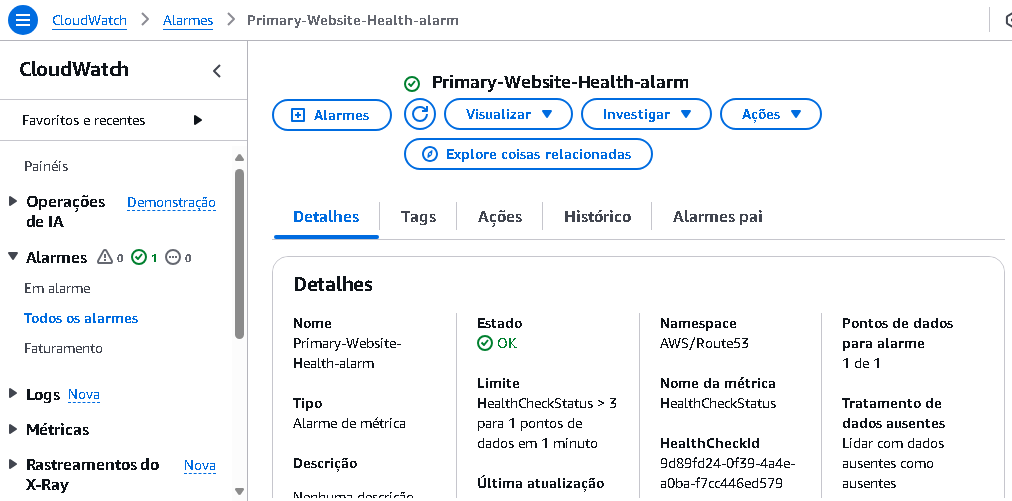 CloudWatch > Alarmes > Primary-Website-Health-alarm
CloudWatch
Favoritos e recentes
Painéis
Operações de IA
Demonstração
Alarmes 0 1 0
Em alarme
Todos os alarmes
Faturamento
Logs Nova
Métricas
Rastreamentos do X-Ray
Nova
Primary-Website-Health-alarm
Alarmes
Visualizar
Investigar
Ações
Explore coisas relacionadas
Detalhes
Tags
Ações
Histórico
Alarmes pai
Detalhes
Nome
Primary-Website-
Health-alarm
Tipo
Alarme de métrica
Descrição
Nenhuma descrição
Estado
OK
Limite
HealthCheckStatus > 3
para 1 pontos de
dados em 1 minuto
Última atualização
Namespace
AWS/Route53
Nome da métrica
HealthCheckStatus
HealthCheckId
9d89fd24-0f39-4a4e-
a0ba-f7cc446ed579
Pontos de dados
para alarme
1 de 1
Tratamento de
dados ausentes
Lidar com dados
ausentes como
ausentes